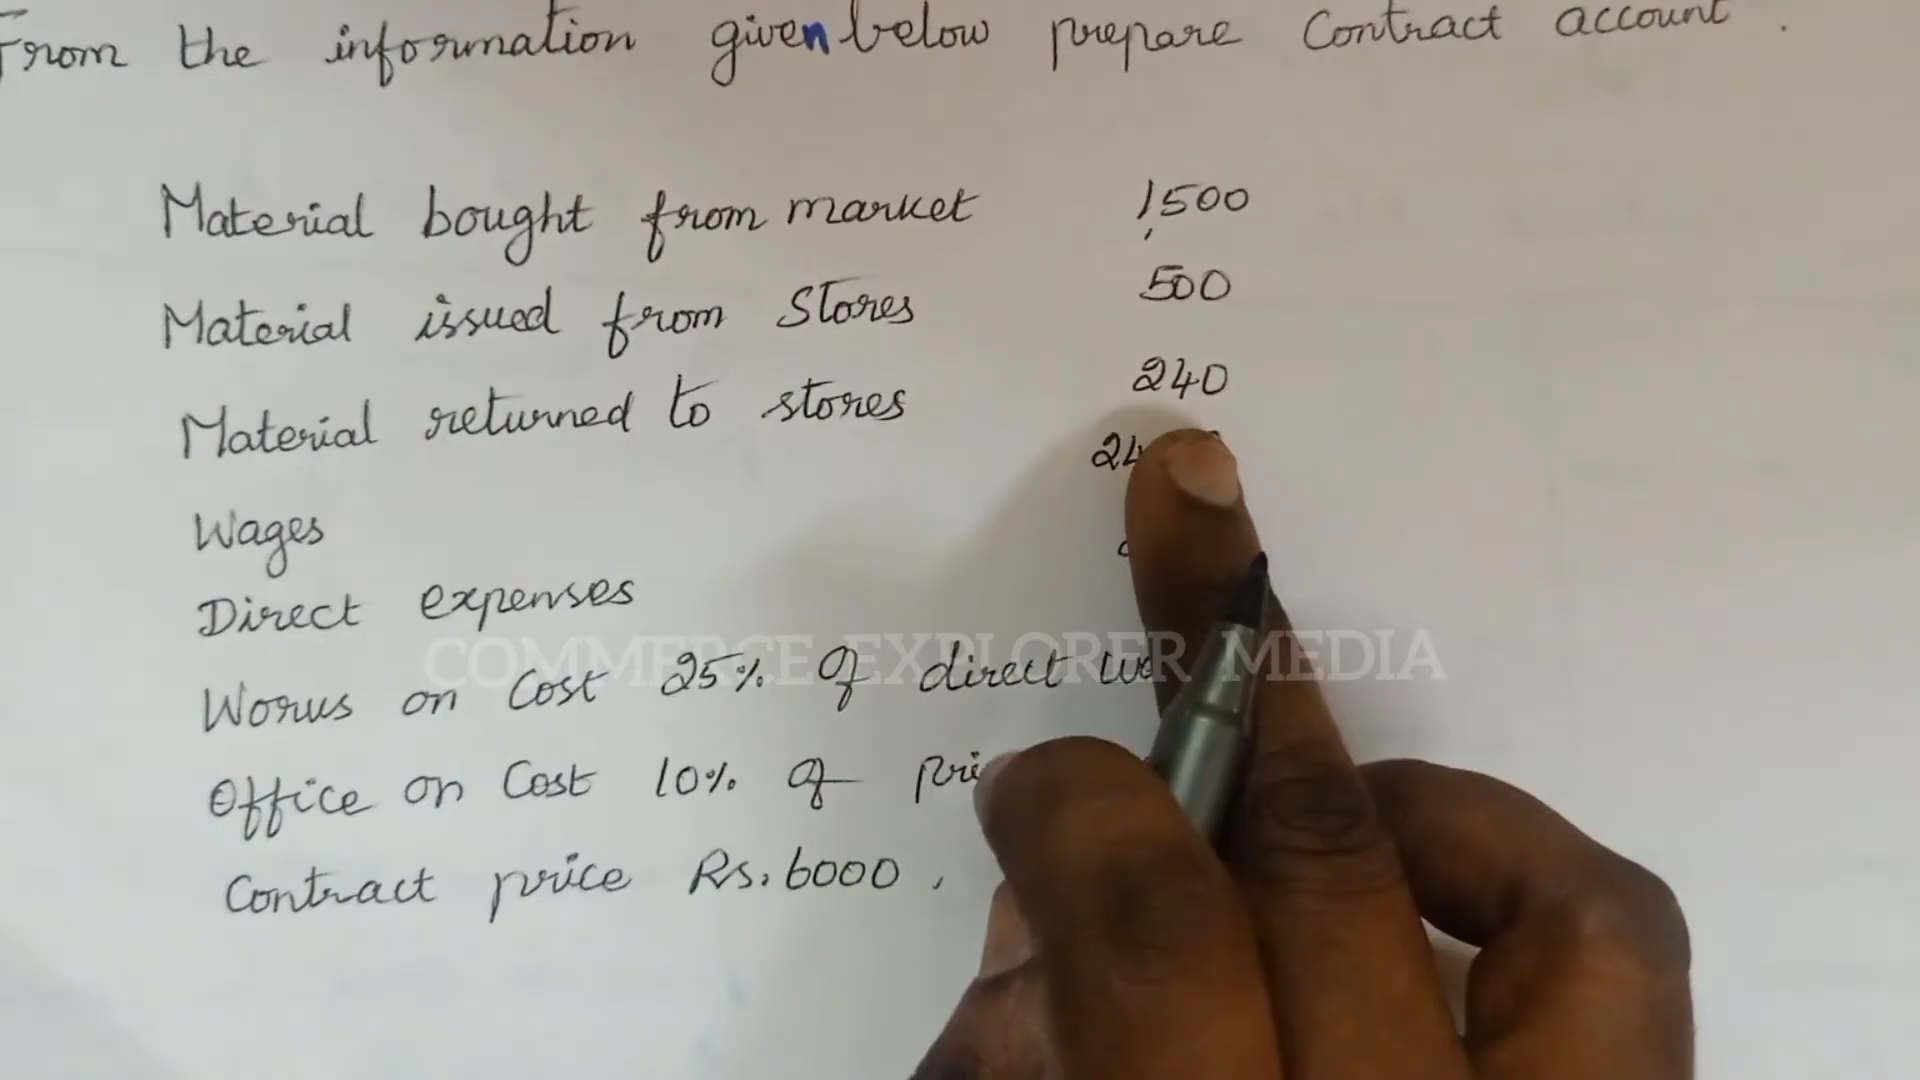 From the information given below prepare Contract account.
Material bought from market 1,500
Material issued from Stores 500
Material returned to stores 240
Wages
Direct expenses
COMMERCE EXPLORER MEDIA
Works on Cost 25% of direct
Office on Cost 10% of
Contract price Rs. 6000.